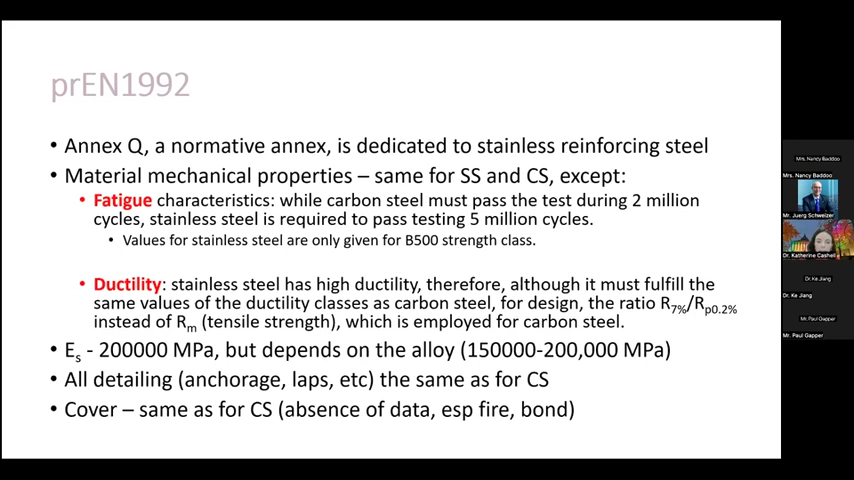 prEN1992
• Annex Q, a normative annex, is dedicated to stainless reinforcing steel
• Material mechanical properties – same for SS and CS, except:
• Fatigue characteristics: while carbon steel must pass the test during 2 million
cycles, stainless steel is required to pass testing 5 million cycles.
• Values for stainless steel are only given for B500 strength class.
• Ductility: stainless steel has high ductility, therefore, although it must fulfill the
same values of the ductility classes as carbon steel, for design, the ratio R7%/Rp0.2%
instead of Rm (tensile strength), which is employed for carbon steel.
• Es - 200000 MPa, but depends on the alloy (150000-200,000 MPa)
• All detailing (anchorage, laps, etc) the same as for CS
• Cover – same as for CS (absence of data, esp fire, bond)
Mrs. Nancy Baddoo
Mrs. Nancy Baddoo
Mr. Juerg Schweizer
Dr. Katherine Cashell
Dr. Ke Jiang
Dr. Ke Jiang
Mr. Paul Gapper
Mr. Paul Gapper